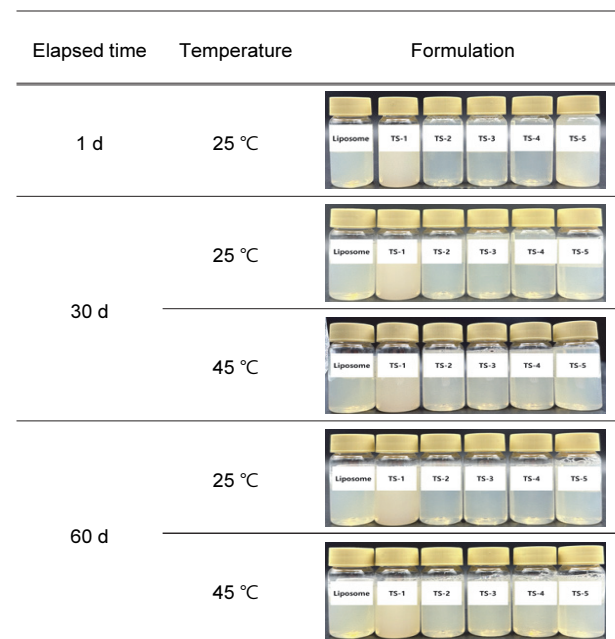 Elapsed time Temperature Formulation
1 d 25 ℃ Liposome TS-1 TS-2 TS-3 TS-4 TS-5
25 ℃ Liposome TS-1 TS-2 TS-3 TS-4 TS-5
30 d
45 ℃ Liposome TS-1 TS-2 TS-3 TS-4 TS-5
25 ℃ Liposome TS-1 TS-2 TS-3 TS-4 TS-5
60 d
45 ℃ Liposome TS-1 TS-2 TS-3 TS-4 TS-5